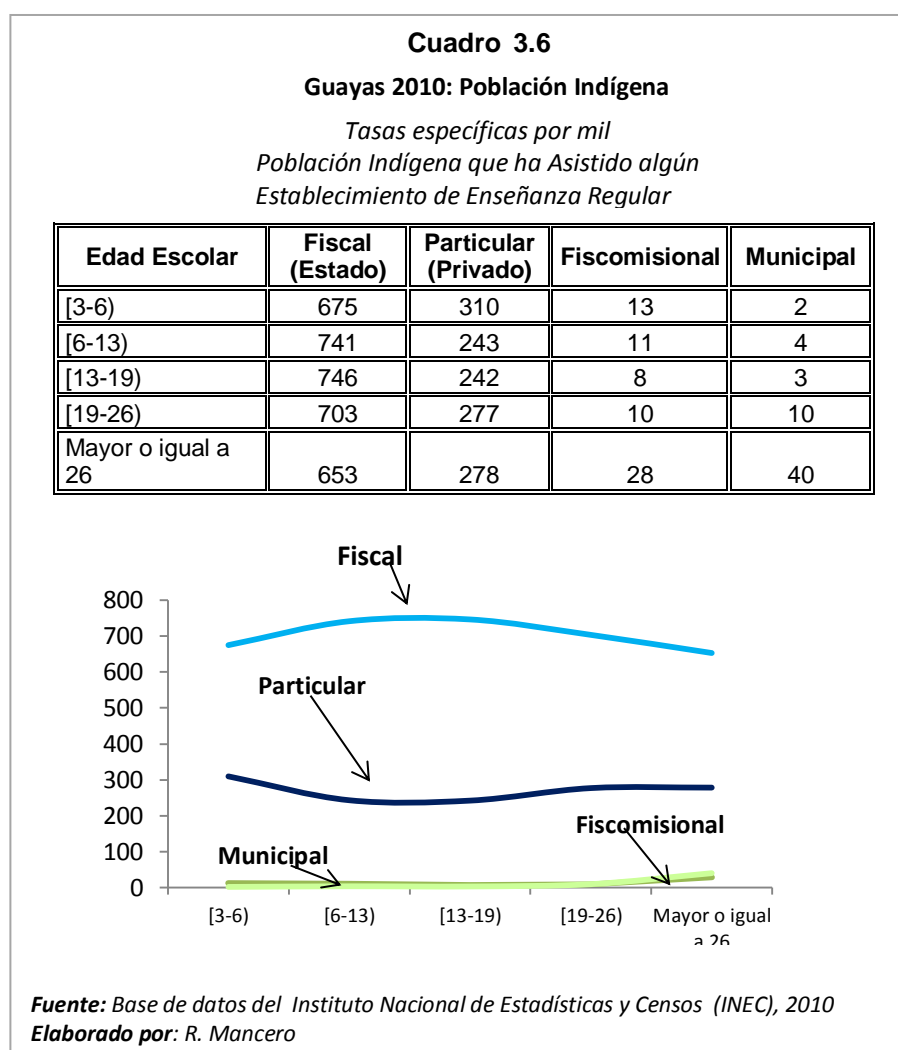 Cuadro 3.6
Guayas 2010: Población Indígena
Tasas específicas por mil
Población Indígena que ha Asistido algún
Establecimiento de Enseñanza Regular
Edad Escolar Fiscal (Estado) Particular (Privado) Fiscomisional Municipal
[3-6) 675 310 13 2
[6-13) 741 243 11 4
[13-19) 746 242 8 3
[19-26) 703 277 10 10
Mayor o igual a 26 653 278 28 40
Fiscal
800
700
600
500
400
300
200
100
0
Particular
Fiscomisional
Municipal
[3-6) [6-13) [13-19) [19-26) Mayor o igual
a 26
Fuente: Base de datos del Instituto Nacional de Estadísticas y Censos (INEC), 2010
Elaborado por: R. Mancero